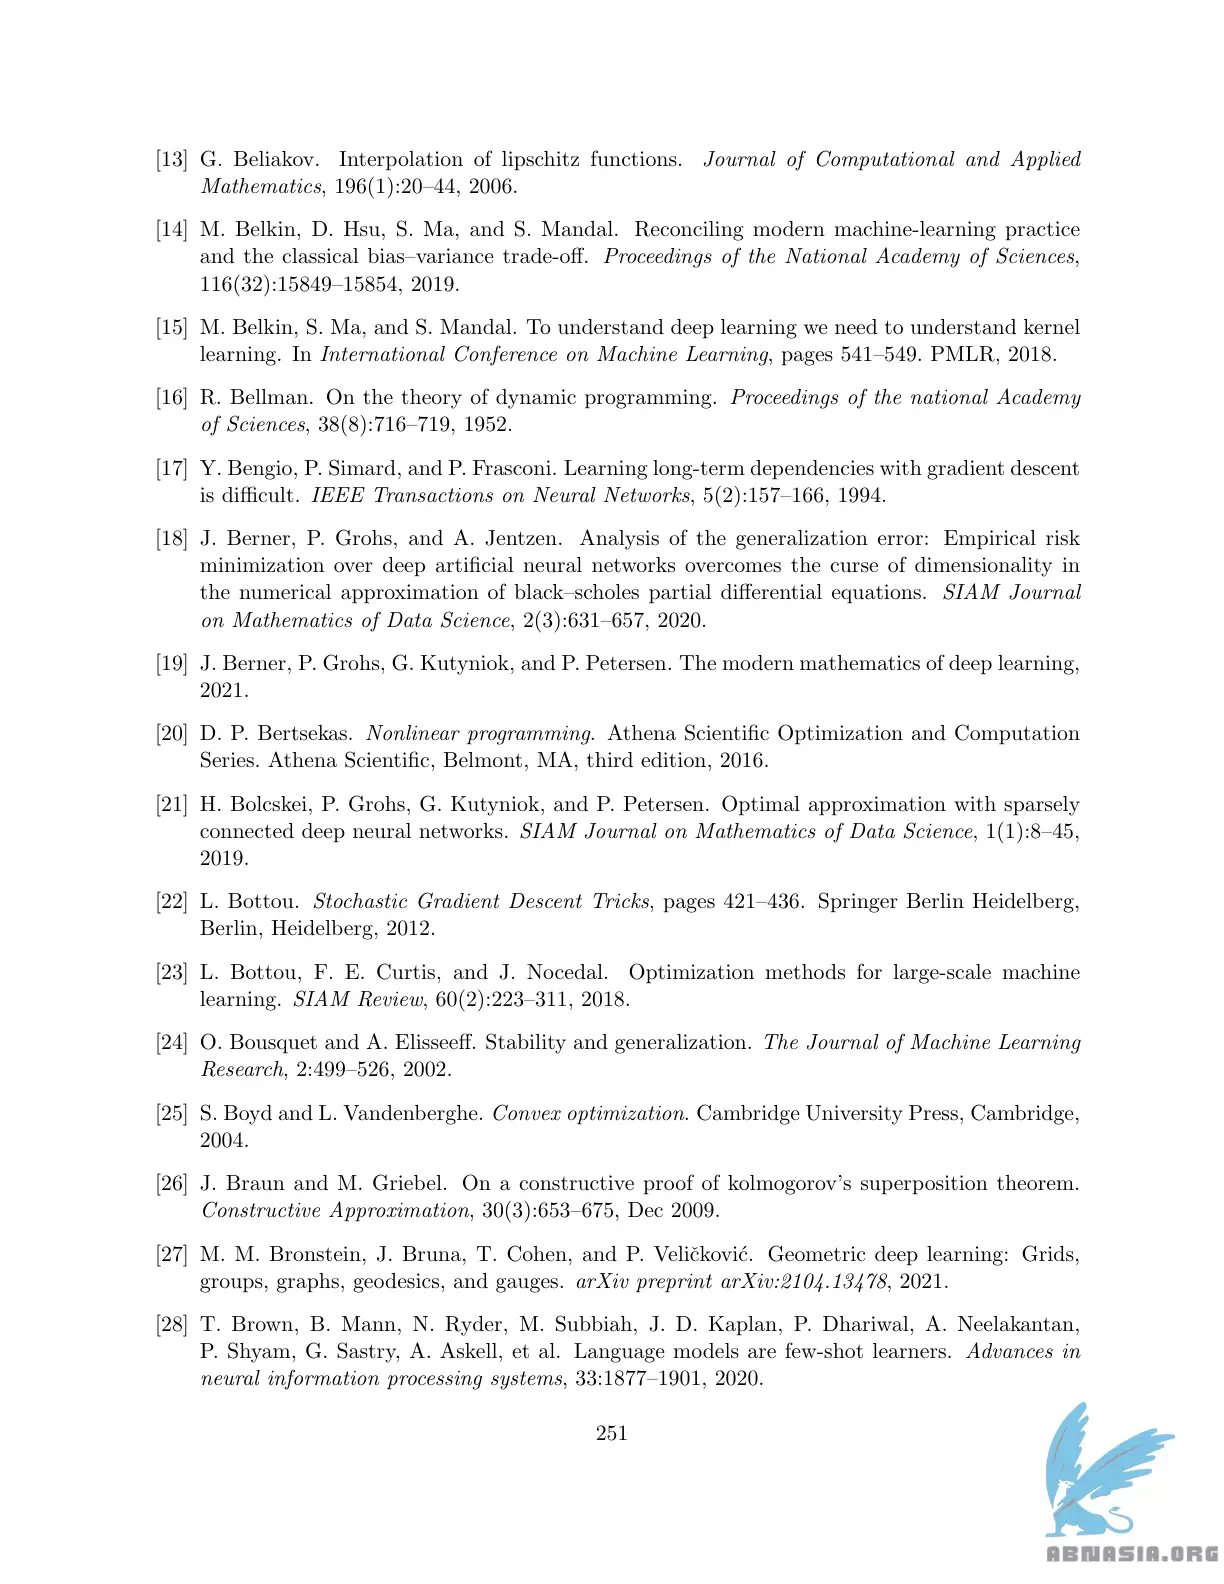 [13] G. Beliakov. Interpolation of lipschitz functions. Journal of Computational and Applied
Mathematics, 196(1):20–44, 2006.
[14] M. Belkin, D. Hsu, S. Ma, and S. Mandal. Reconciling modern machine-learning practice
and the classical bias–variance trade-off. Proceedings of the National Academy of Sciences,
116(32):15849–15854, 2019.
[15] M. Belkin, S. Ma, and S. Mandal. To understand deep learning we need to understand kernel
learning. In International Conference on Machine Learning, pages 541–549. PMLR, 2018.
[16] R. Bellman. On the theory of dynamic programming. Proceedings of the national Academy
of Sciences, 38(8):716–719, 1952.
[17] Y. Bengio, P. Simard, and P. Frasconi. Learning long-term dependencies with gradient descent
is difficult. IEEE Transactions on Neural Networks, 5(2):157–166, 1994.
[18] J. Berner, P. Grohs, and A. Jentzen. Analysis of the generalization error: Empirical risk
minimization over deep artificial neural networks overcomes the curse of dimensionality in
the numerical approximation of black–scholes partial differential equations. SIAM Journal
on Mathematics of Data Science, 2(3):631–657, 2020.
[19] J. Berner, P. Grohs, G. Kutyniok, and P. Petersen. The modern mathematics of deep learning,
2021.
[20] D. P. Bertsekas. Nonlinear programming. Athena Scientific Optimization and Computation
Series. Athena Scientific, Belmont, MA, third edition, 2016.
[21] H. Bolcskei, P. Grohs, G. Kutyniok, and P. Petersen. Optimal approximation with sparsely
connected deep neural networks. SIAM Journal on Mathematics of Data Science, 1(1):8–45,
2019.
[22] L. Bottou. Stochastic Gradient Descent Tricks, pages 421–436. Springer Berlin Heidelberg,
Berlin, Heidelberg, 2012.
[23] L. Bottou, F. E. Curtis, and J. Nocedal. Optimization methods for large-scale machine
learning. SIAM Review, 60(2):223–311, 2018.
[24] O. Bousquet and A. Elisseeff. Stability and generalization. The Journal of Machine Learning
Research, 2:499–526, 2002.
[25] S. Boyd and L. Vandenberghe. Convex optimization. Cambridge University Press, Cambridge,
2004.
[26] J. Braun and M. Griebel. On a constructive proof of kolmogorov's superposition theorem.
Constructive Approximation, 30(3):653–675, Dec 2009.
[27] M. M. Bronstein, J. Bruna, T. Cohen, and P. Veličković. Geometric deep learning: Grids,
groups, graphs, geodesics, and gauges. arXiv preprint arXiv:2104.13478, 2021.
[28] T. Brown, B. Mann, N. Ryder, M. Subbiah, J. D. Kaplan, P. Dhariwal, A. Neelakantan,
P. Shyam, G. Sastry, A. Askell, et al. Language models are few-shot learners. Advances in
neural information processing systems, 33:1877–1901, 2020.
251
ABNASIA.ORG